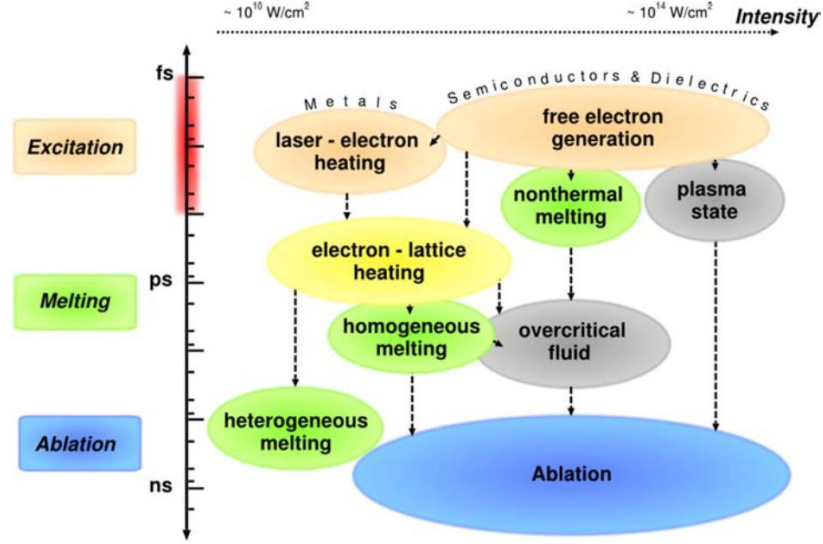 ~ 10¹⁰ W/cm²
~ 10¹⁴ W/cm²
Intensity
fs
Metals
Semiconductors & Dielectrics
Excitation
laser - electron
heating
free electron
generation
nonthermal
melting
plasma
state
electron - lattice
heating
ps
Melting
homogeneous
melting
overcritical
fluid
heterogeneous
melting
Ablation
Ablation
ns